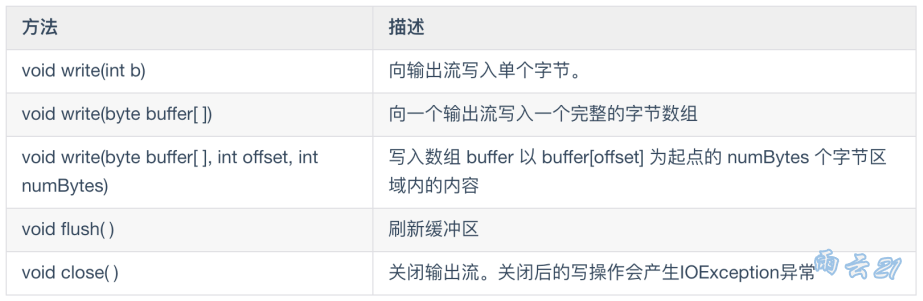 方法 描述
void write(int b) 向输出流写入单个字节。
void write(byte buffer[ ]) 向一个输出流写入一个完整的字节数组
void write(byte buffer[ ], int offset, int 写入数组 buffer 以 buffer[offset] 为起点的 numBytes 个字节区
numBytes) 域内的内容
void flush( ) 刷新缓冲区
void close( ) 关闭输出流。关闭后的写操作会产生IOException异常
雨云21